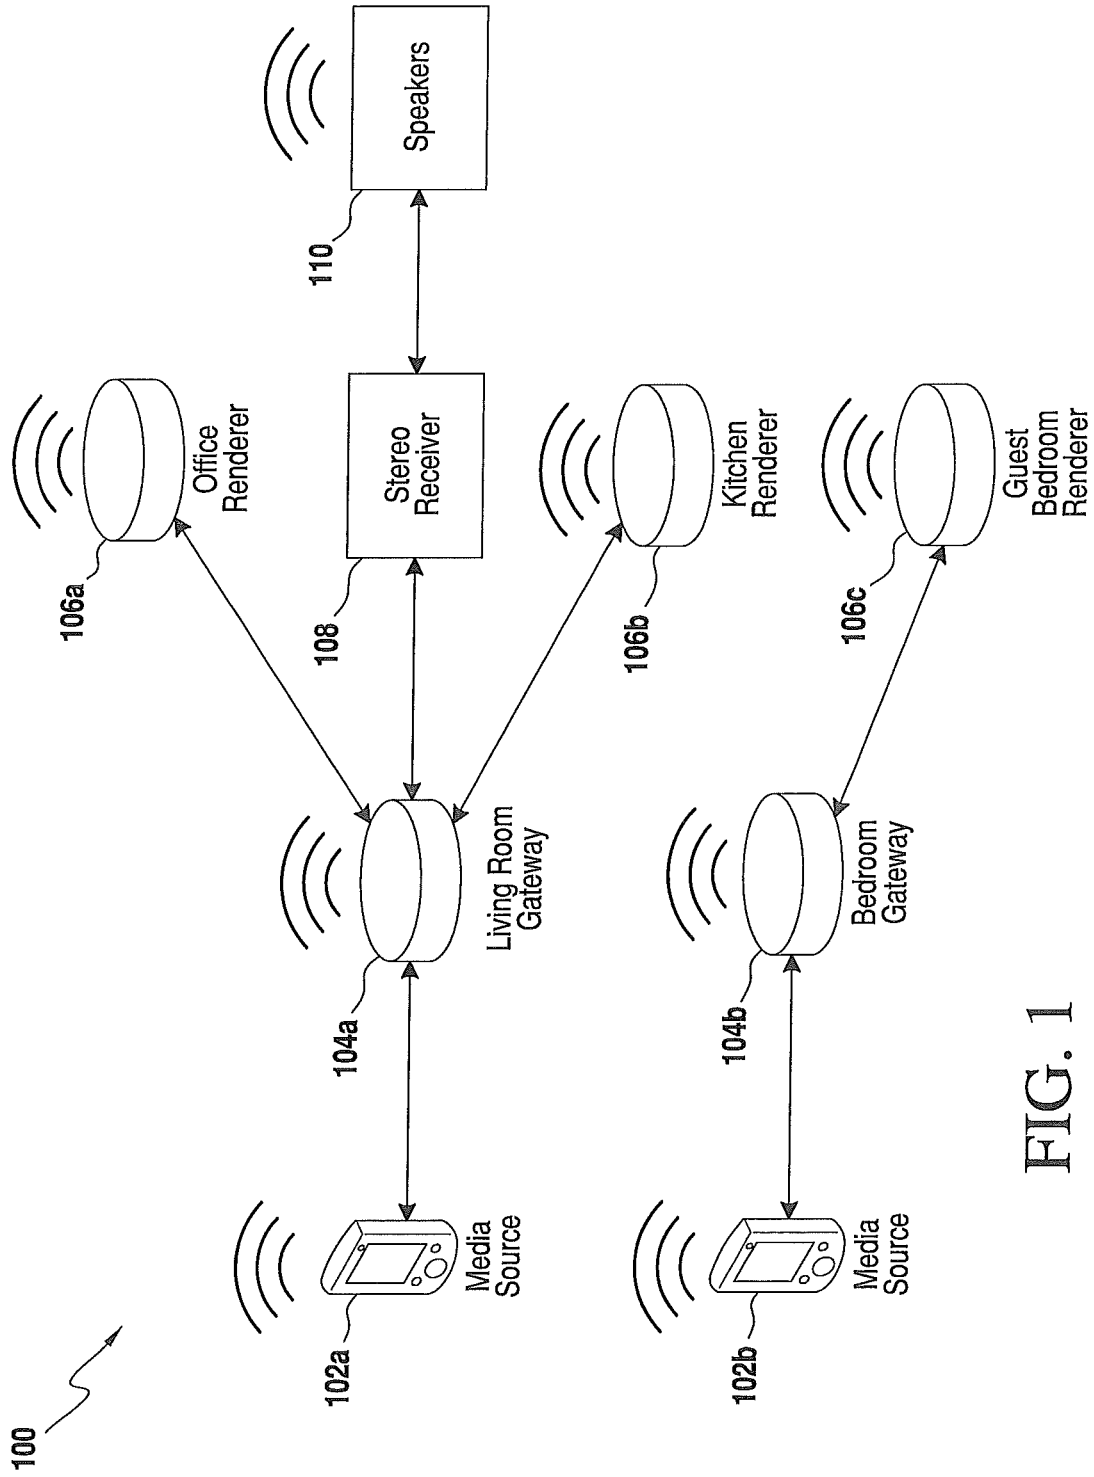 100
106a
Office
Renderer
110
Speakers
108
Stereo
Receiver
104a
Living Room
Gateway
102a
Media
Source
106b
Kitchen
Renderer
106c
Guest
Bedroom
Renderer
104b
Bedroom
Gateway
102b
Media
Source
FIG. 1